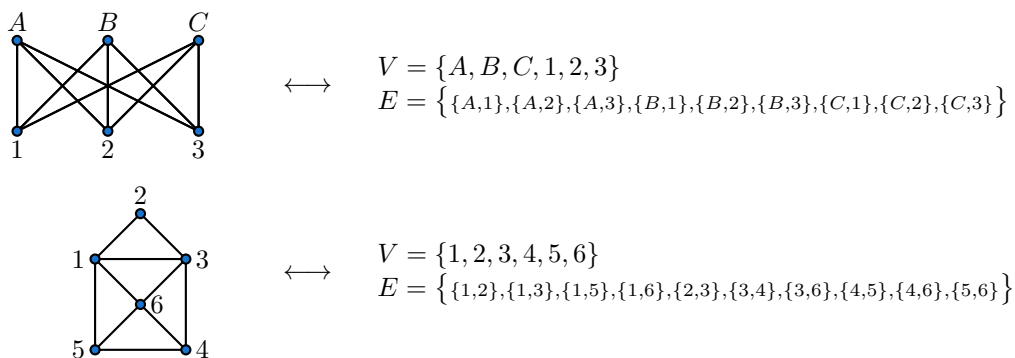 A B C
1 2 3
⟷
V = {A, B, C, 1, 2, 3}
E = {{A,1},{A,2},{A,3},{B,1},{B,2},{B,3},{C,1},{C,2},{C,3}}
2
1 3
6
5 4
⟷
V = {1, 2, 3, 4, 5, 6}
E = {{1,2},{1,3},{1,5},{1,6},{2,3},{3,4},{3,6},{4,5},{4,6},{5,6}}